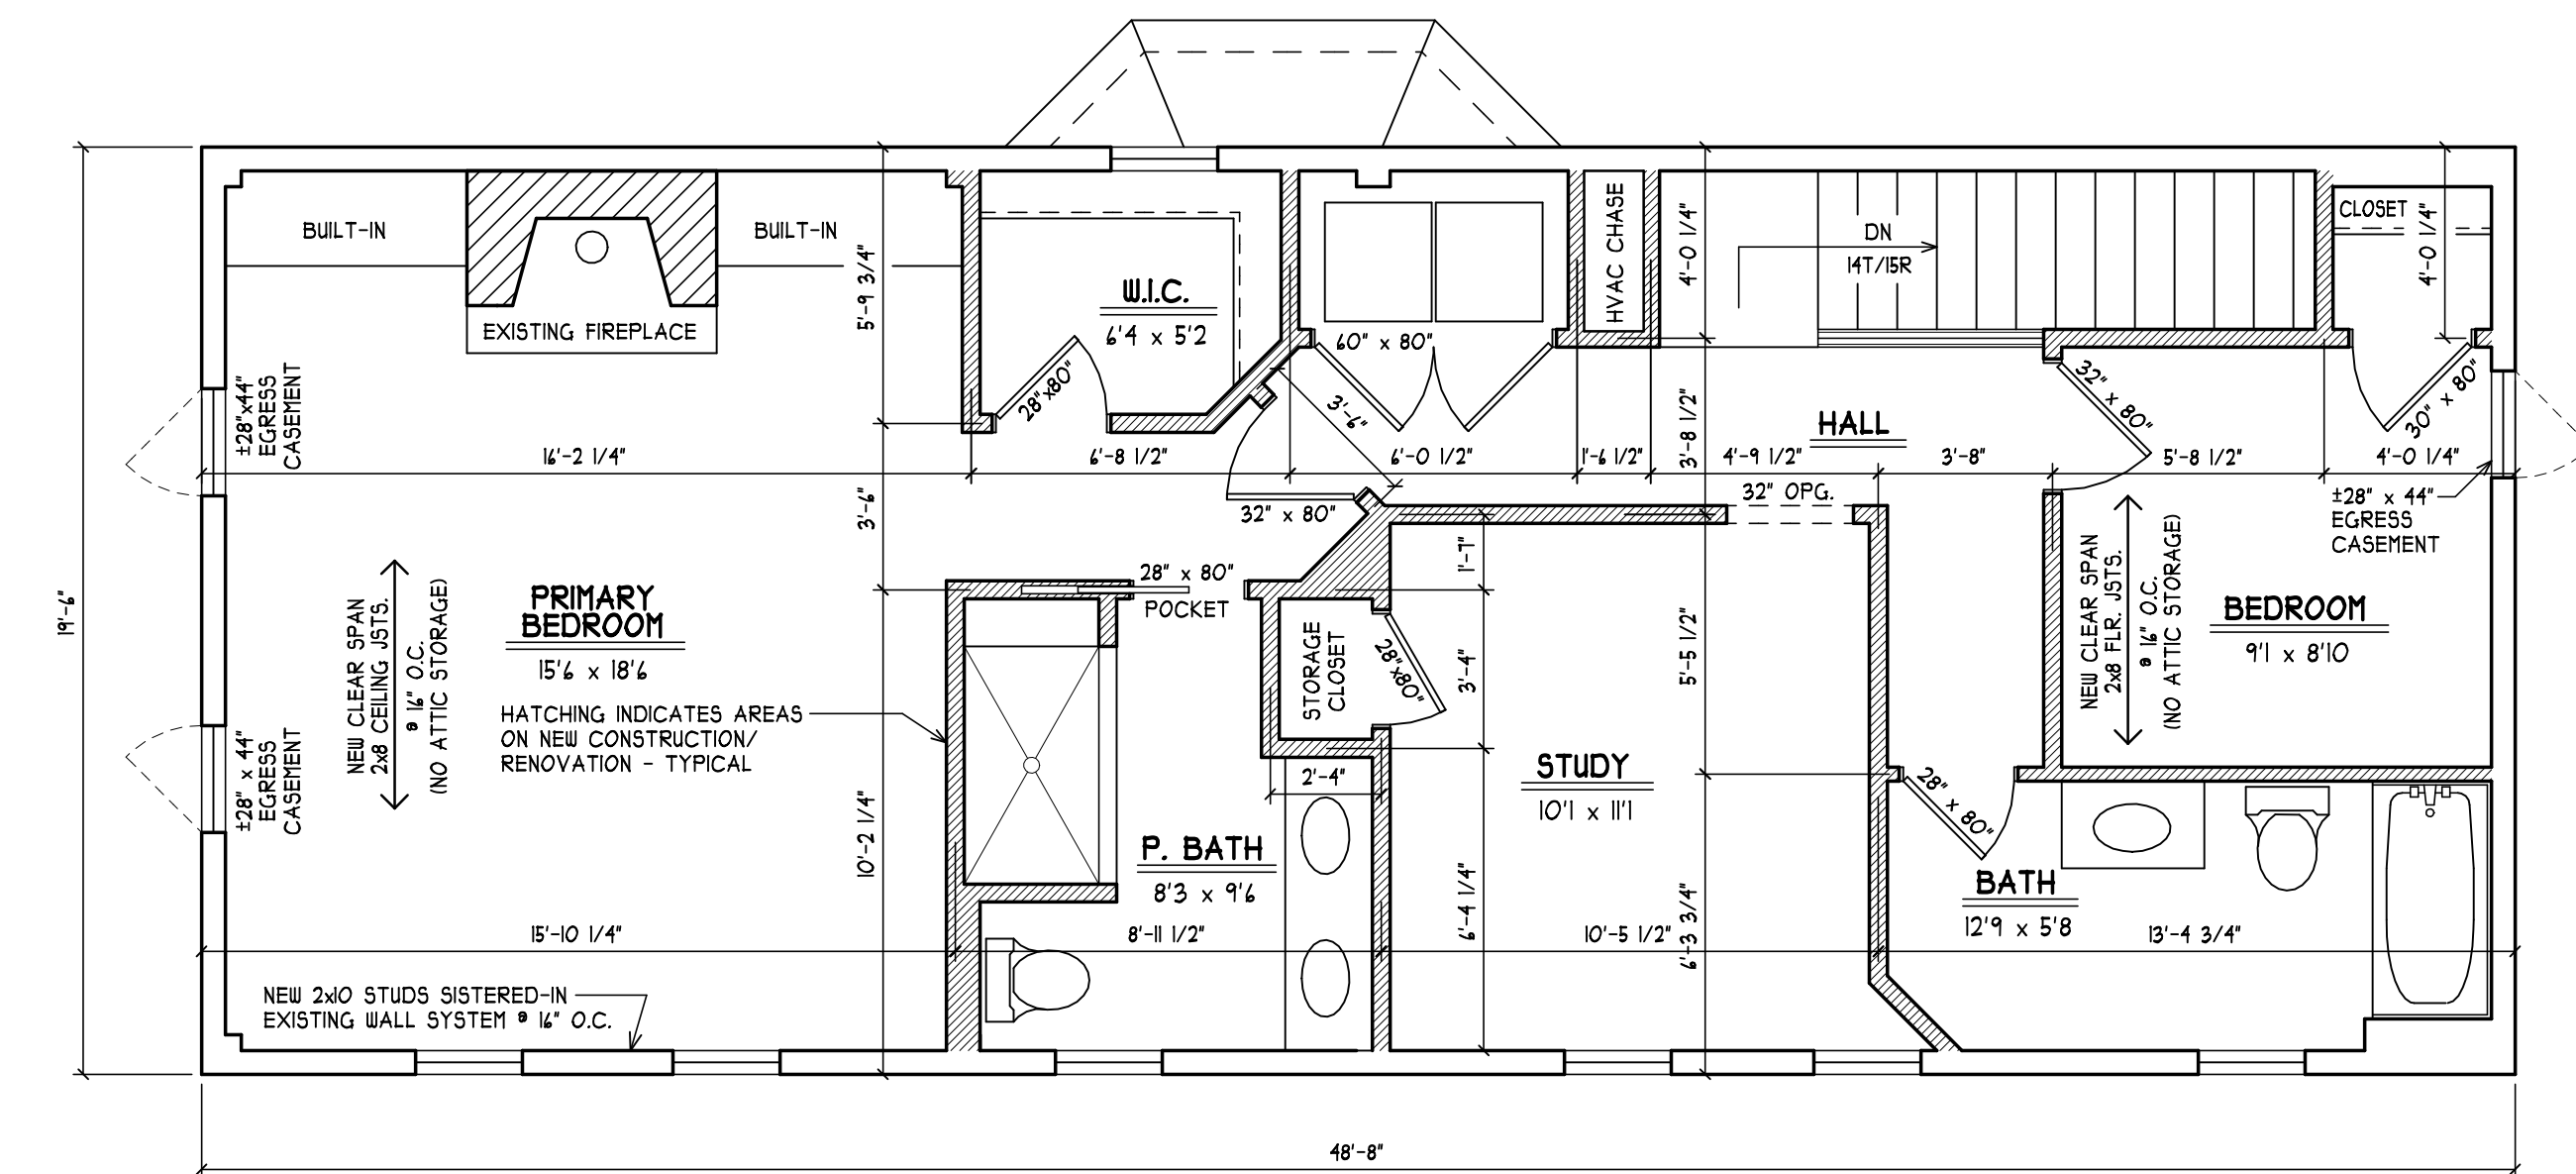 BUILT-IN
BUILT-IN
EXISTING FIREPLACE
5'-9 3/4"
W.I.C.
6'4 x 5'2
28"x80"
60" x 80"
HVAC CHASE
4'-0 1/4"
DN
14T/15R
CLOSET
4'-0 1/4"
±28"x44"
EGRESS
CASEMENT
3'-6"
3'-8 1/2"
HALL
32" x 80"
30" x 80"
16'-2 1/4"
6'-8 1/2"
6'-0 1/2"
1'-6 1/2"
4'-9 1/2"
3'-8"
5'-8 1/2"
4'-0 1/4"
32" OPG.
±28" x 44"
EGRESS
CASEMENT
3'-6"
32" x 80"
19'-6"
28" x 80"
POCKET
1'-7"
NEW CLEAR SPAN
2x8 CEILING JSTS.
@ 16" O.C.
(NO ATTIC STORAGE)
PRIMARY
BEDROOM
15'6 x 18'6
STORAGE
CLOSET
28"x80"
3'-4"
5'-5 1/2"
NEW CLEAR SPAN
2x8 FLR. JSTS.
@ 16" O.C.
(NO ATTIC STORAGE)
BEDROOM
9'1 x 8'10
HATCHING INDICATES AREAS
ON NEW CONSTRUCTION/
RENOVATION - TYPICAL
±28" x 44"
EGRESS
CASEMENT
10'-2 1/4"
2'-4"
STUDY
10'1 x 11'1
28" x 80"
P. BATH
8'3 x 9'6
6'-4 1/4"
6'-3 3/4"
BATH
12'9 x 5'8
15'-10 1/4"
8'-11 1/2"
10'-5 1/2"
13'-4 3/4"
NEW 2x10 STUDS SISTERED-IN
EXISTING WALL SYSTEM @ 16" O.C.
48'-8"